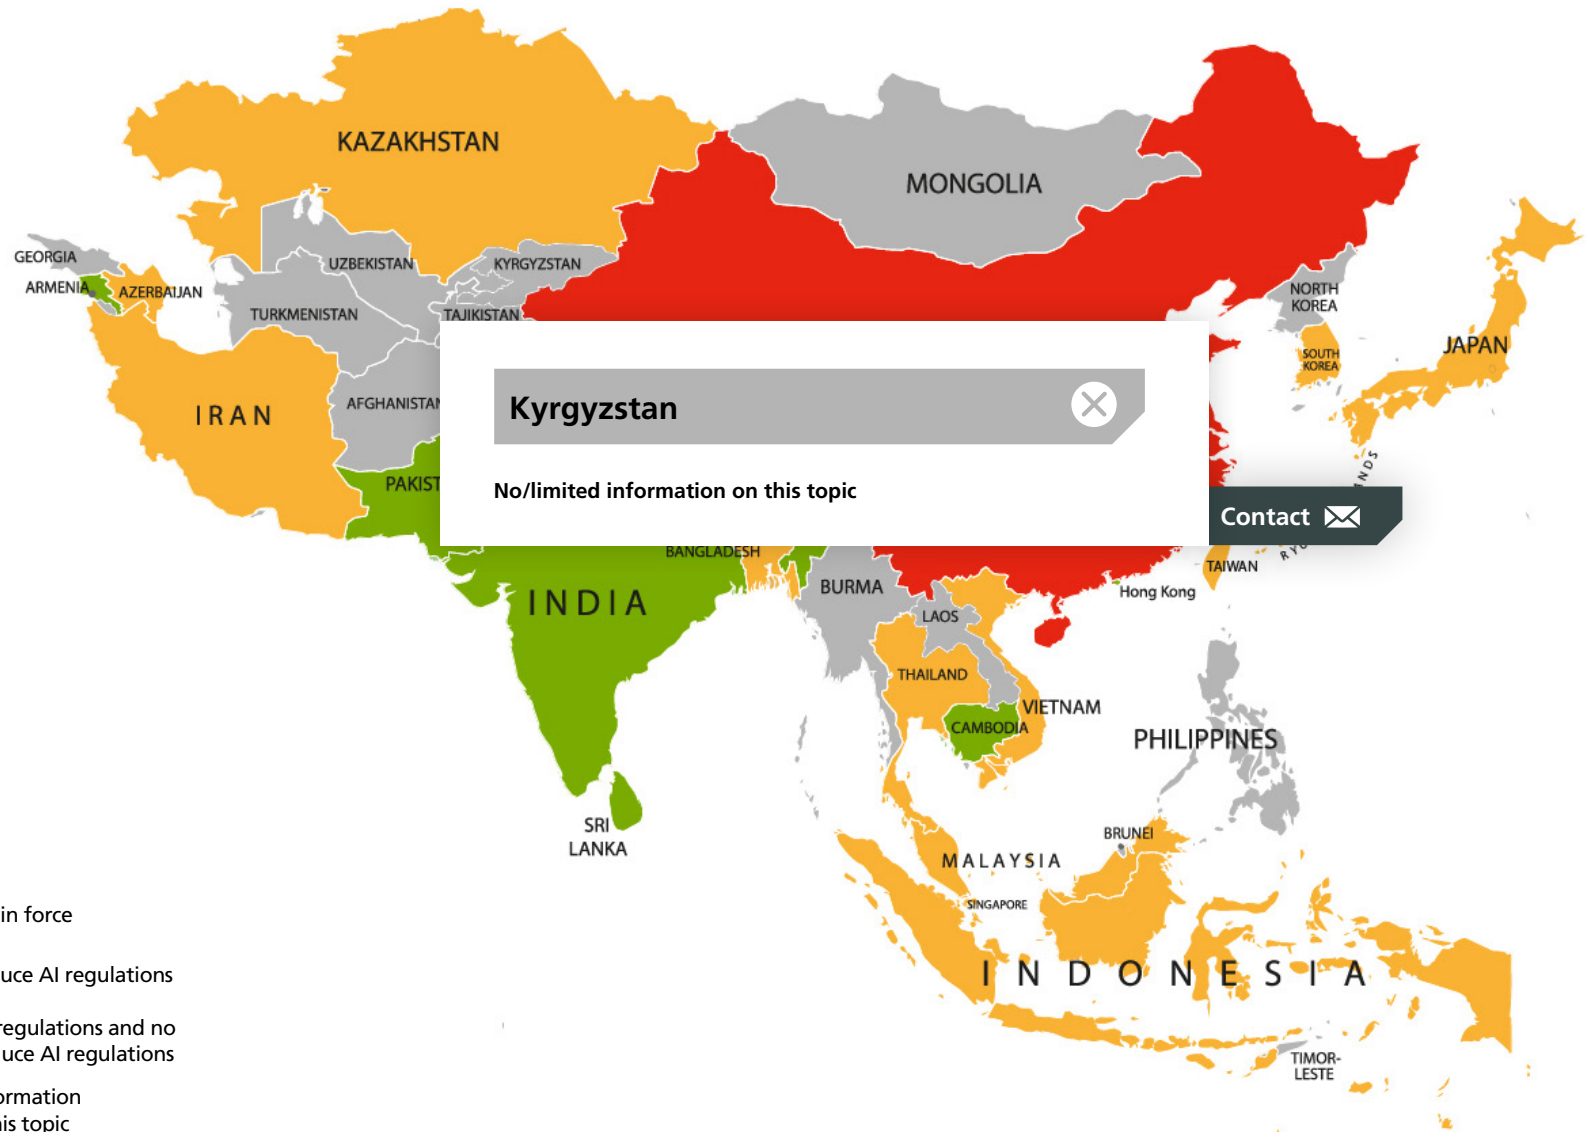 KAZAKHSTAN
MONGOLIA
GEORGIA
UZBEKISTAN
KYRGYZSTAN
ARMENIA
AZERBAIJAN
NORTH
KOREA
TURKMENISTAN
TAJIKISTAN
SOUTH
KOREA
JAPAN
AFGHANISTAN
IRAN
Kyrgyzstan
PAKIST
No/limited information on this topic
NDS
Contact
RYU
BANGLADESH
TAIWAN
BURMA
Hong Kong
INDIA
LAOS
THAILAND
VIETNAM
CAMBODIA
PHILIPPINES
SRI
LANKA
BRUNEI
MALAYSIA
SINGAPORE
in force
uce AI regulations
INDONESIA
regulations and no
uce AI regulations
TIMOR-
LESTE
ormation
is topic